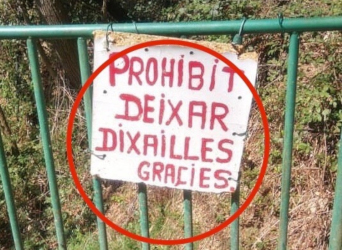 PROHIBIT
DEIXAR
DIXAILLES
GRACIES